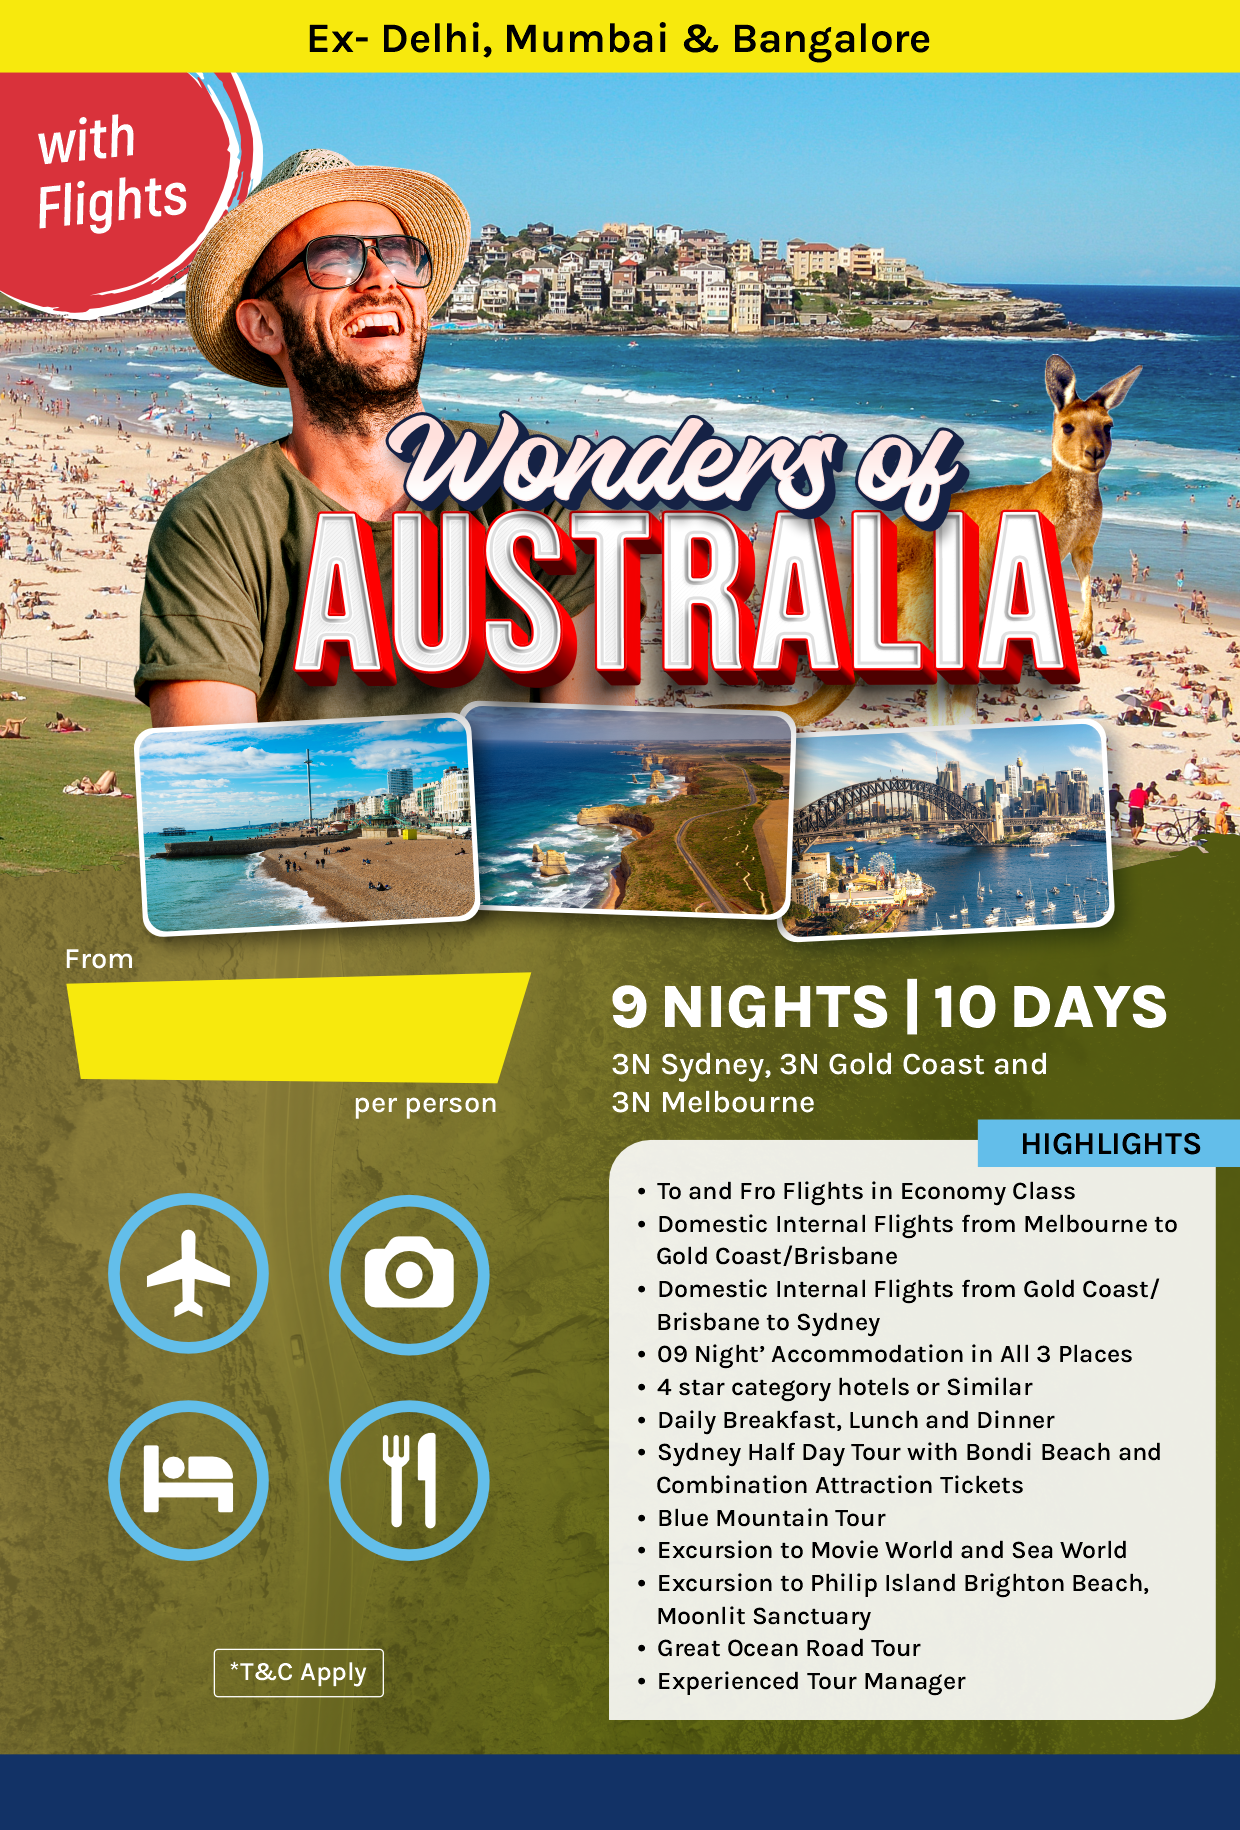 Ex- Delhi, Mumbai & Bangalore
with
Flights
Wonders of
AUSTRALIA
From
per person
9 NIGHTS | 10 DAYS
3N Sydney, 3N Gold Coast and
3N Melbourne
HIGHLIGHTS
• To and Fro Flights in Economy Class
• Domestic Internal Flights from Melbourne to
Gold Coast/Brisbane
• Domestic Internal Flights from Gold Coast/
Brisbane to Sydney
• 09 Night’ Accommodation in All 3 Places
• 4 star category hotels or Similar
• Daily Breakfast, Lunch and Dinner
• Sydney Half Day Tour with Bondi Beach and
Combination Attraction Tickets
• Blue Mountain Tour
• Excursion to Movie World and Sea World
• Excursion to Philip Island Brighton Beach,
Moonlit Sanctuary
• Great Ocean Road Tour
• Experienced Tour Manager
*T&C Apply